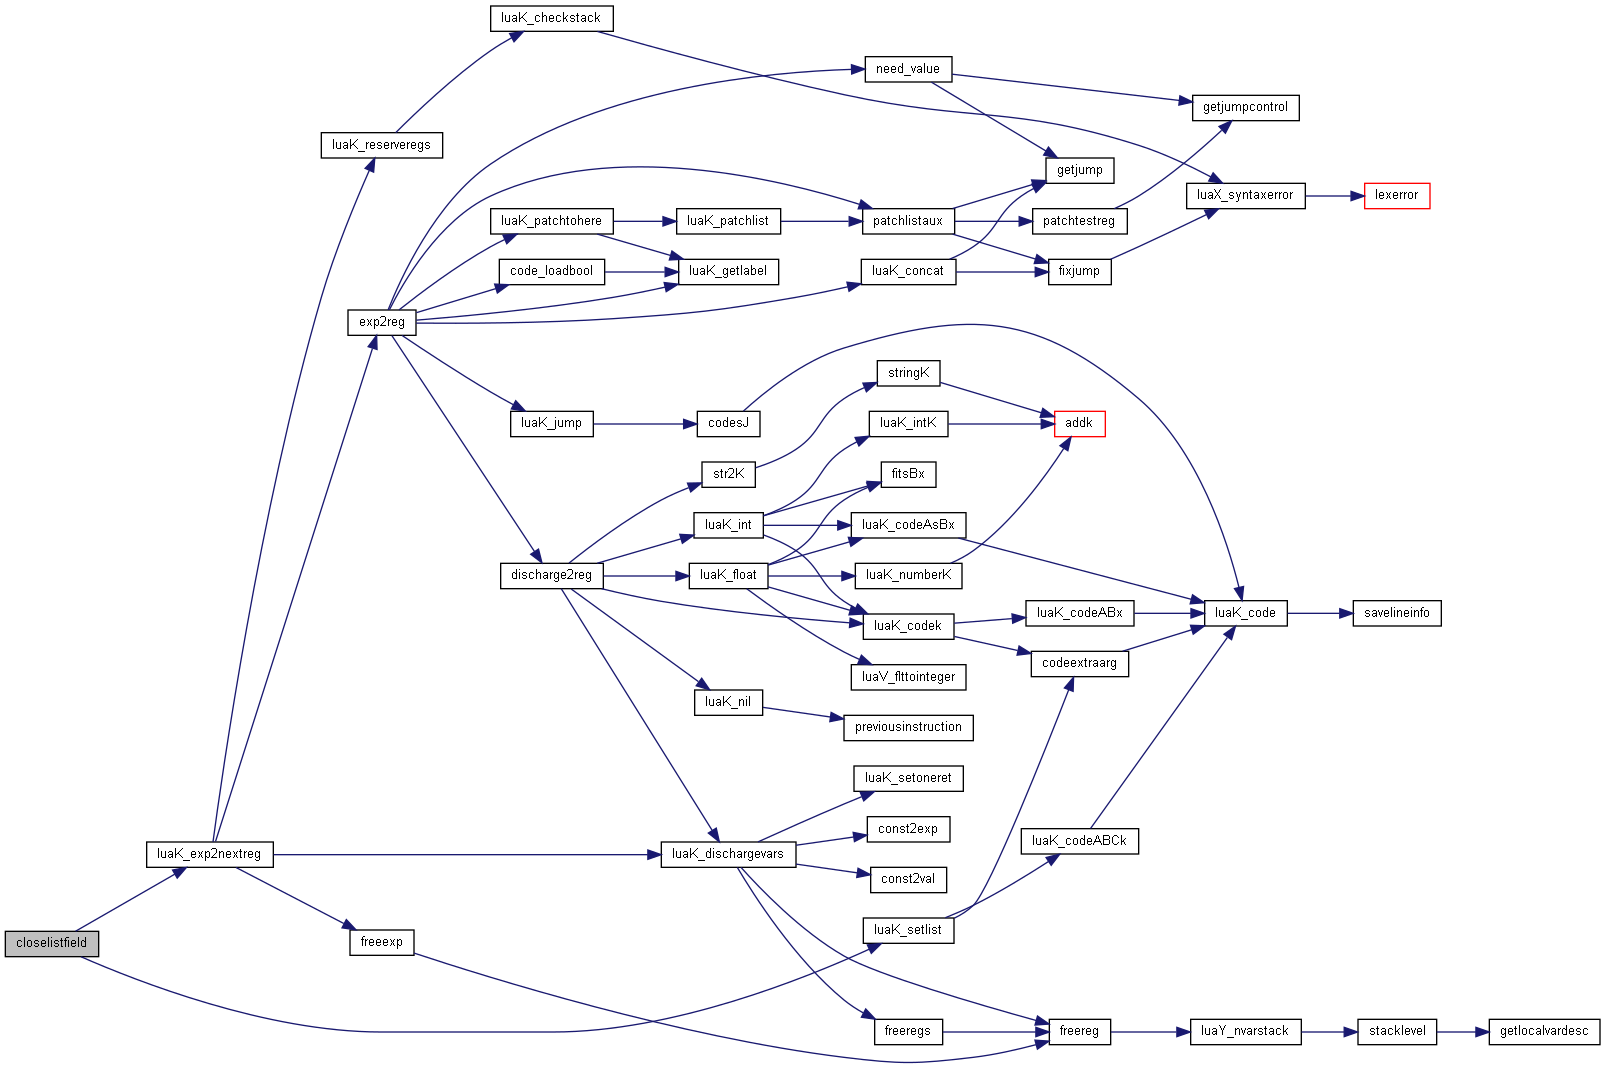 luaK_checkstack
need_value
getjumpcontrol
luaK_reserveregs
getjump
luaX_syntaxerror
lexerror
luaK_patchtohere
luaK_patchlist
patchlistaux
patchtestreg
code_loadbool
luaK_getlabel
luaK_concat
fixjump
exp2reg
stringK
luaK_jump
codesJ
luaK_intK
addk
str2K
fitsBx
luaK_int
luaK_codeAsBx
discharge2reg
luaK_float
luaK_numberK
luaK_codek
luaK_codeABx
luaK_code
savelineinfo
codeextraarg
luaV_flttointeger
luaK_nil
previousinstruction
luaK_setoneret
const2exp
luaK_codeABCk
luaK_exp2nextreg
luaK_dischargevars
const2val
closelistfield
freeexp
luaK_setlist
freeregs
freereg
luaY_nvarstack
stacklevel
getlocalvardesc